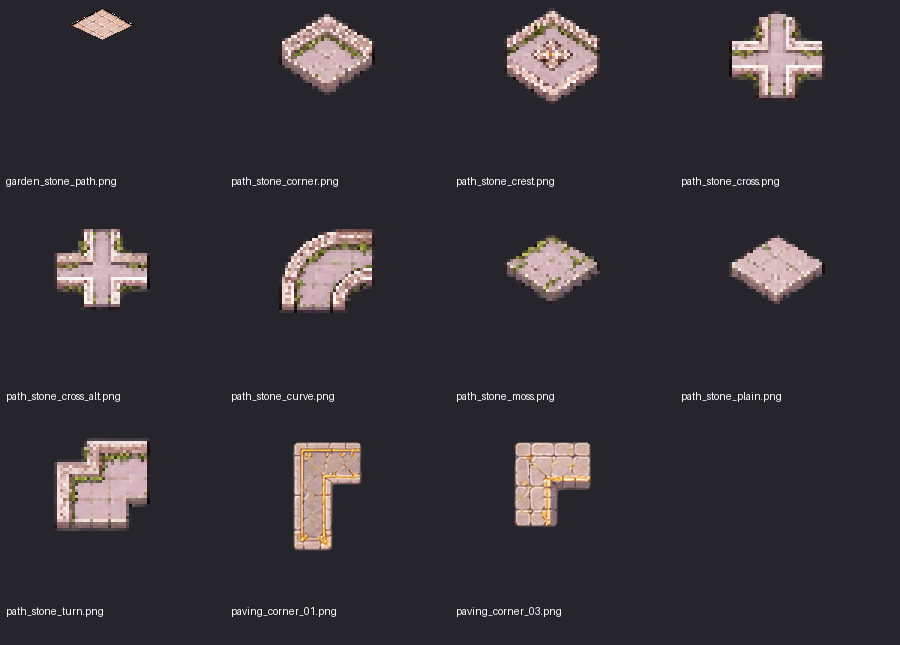 garden_stone_path.png
path_stone_corner.png
path_stone_crest.png
path_stone_cross.png
path_stone_cross_alt.png
path_stone_curve.png
path_stone_moss.png
path_stone_plain.png
path_stone_turn.png
paving_corner_01.png
paving_corner_03.png